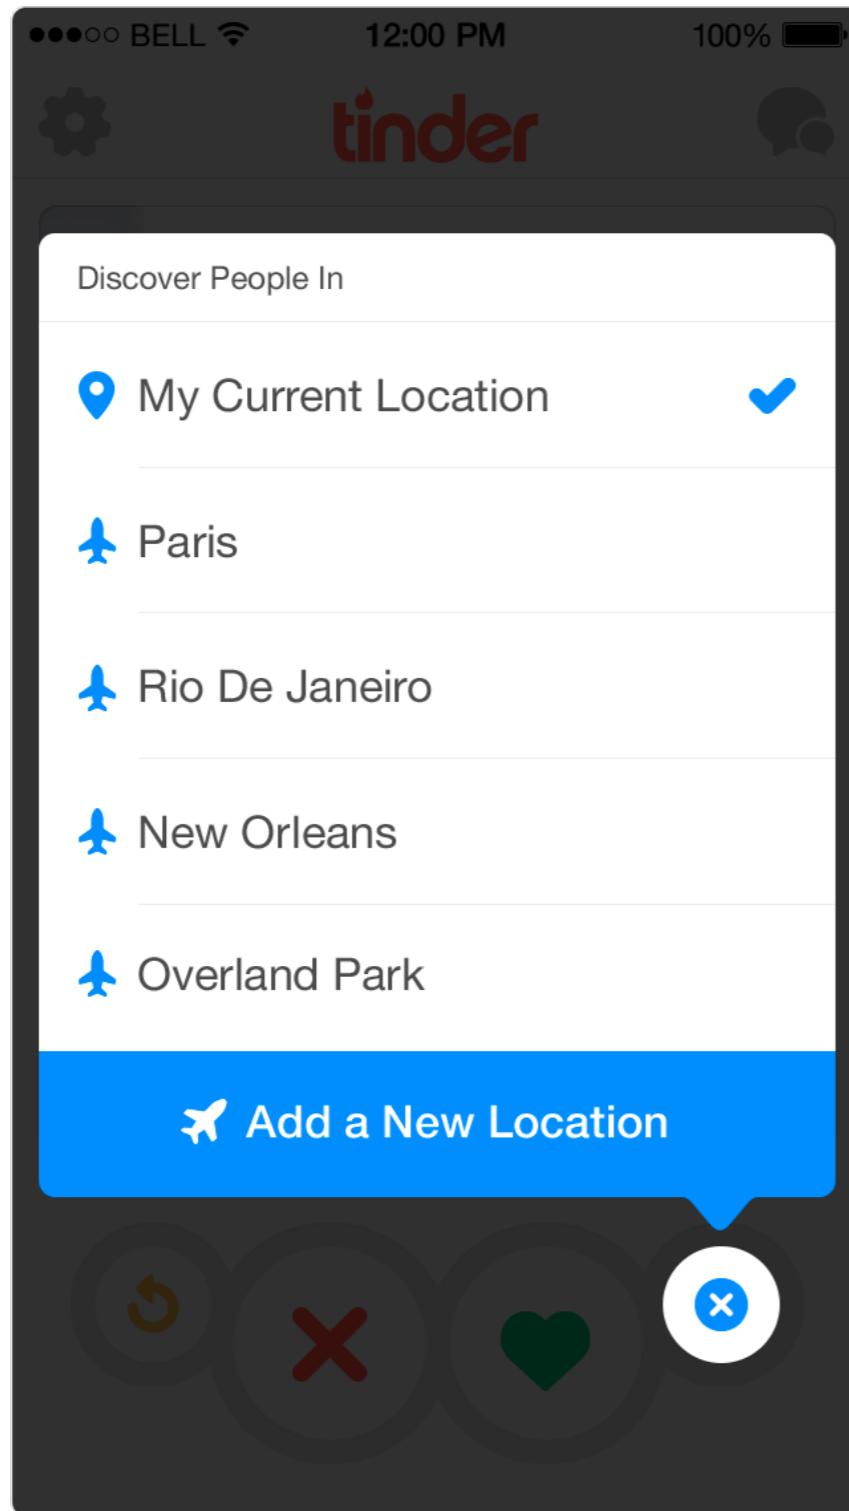 BELL 12:00 PM 100%
tinder
Discover People In
My Current Location
Paris
Rio De Janeiro
New Orleans
Overland Park
Add a New Location